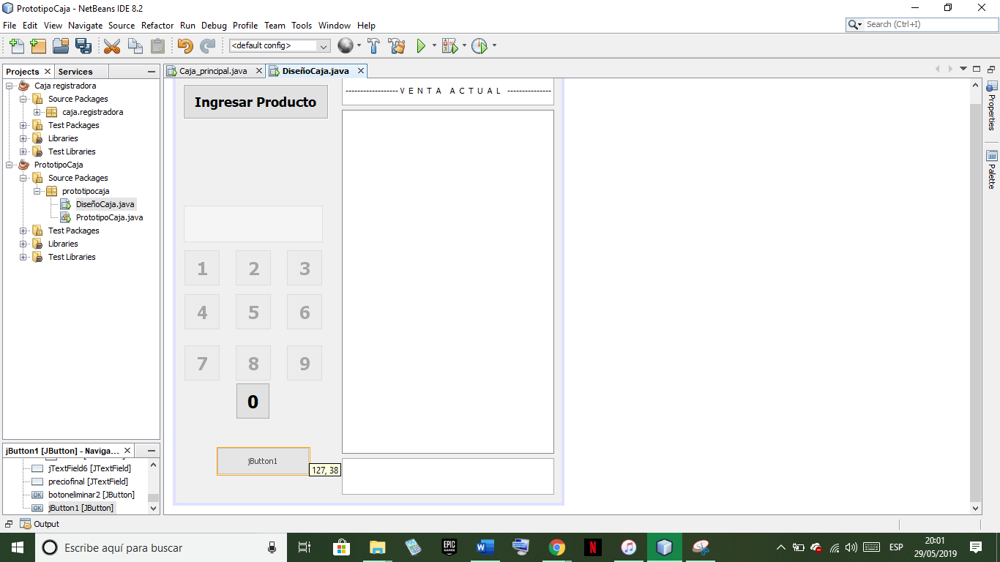 PrototipoCaja - NetBeans IDE 8.2
File Edit View Navigate Source Refactor Run Debug Profile Team Tools Window Help
Search (Ctrl+I)
<default config>
Projects
Services
Caja registradora
Source Packages
caja.registradora
Test Packages
Libraries
Test Libraries
PrototipoCaja
Source Packages
prototipocaja
DiseñoCaja.java
PrototipoCaja.java
Test Packages
Libraries
Test Libraries
jButton1 [JButton] - Naviga...
jTextField6 [JTextField]
preciofinal [JTextField]
OK botoneliminar2 [JButton]
OK jButton1 [JButton]
Caja_principal.java
DiseñoCaja.java
Ingresar Producto
------------------V E N T A A C T U A L ---------------
1 2 3
4 5 6
7 8 9
0
jButton1
127, 38
Properties
Palette
Output
Escribe aquí para buscar
EPIC GAMES
W
N
ESP
20:01
29/05/2019